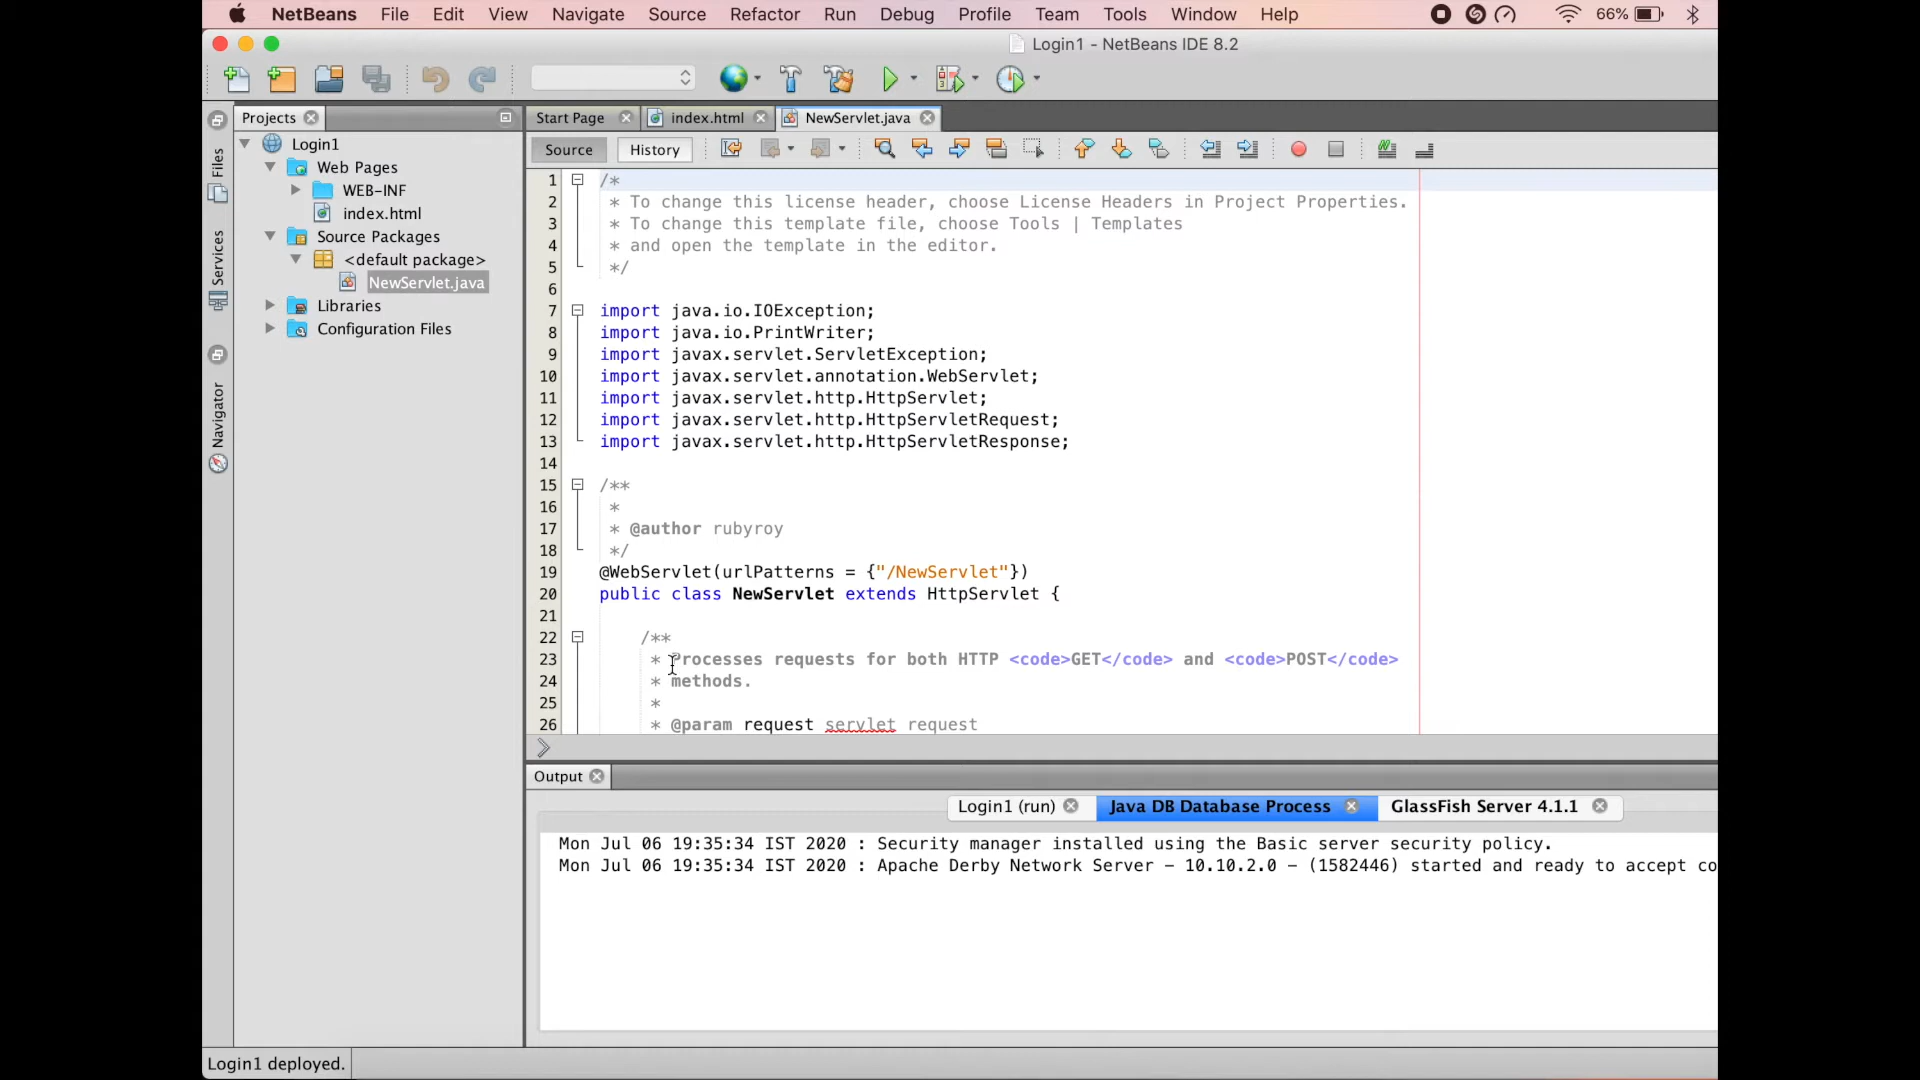 NetBeans File Edit View Navigate Source Refactor Run Debug Profile Team Tools Window Help 66%
Login1 - NetBeans IDE 8.2
Projects
Start Page index.html NewServlet.java
Source History
Files
Services
Navigator
Login1
Web Pages
WEB-INF
index.html
Source Packages
<default package>
NewServlet.java
Libraries
Configuration Files
1 /*
2 * To change this license header, choose License Headers in Project Properties.
3 * To change this template file, choose Tools | Templates
4 * and open the template in the editor.
5 */
6
7 import java.io.IOException;
8 import java.io.PrintWriter;
9 import javax.servlet.ServletException;
10 import javax.servlet.annotation.WebServlet;
11 import javax.servlet.http.HttpServlet;
12 import javax.servlet.http.HttpServletRequest;
13 import javax.servlet.http.HttpServletResponse;
14
15 /**
16 *
17 * @author rubyroy
18 */
19 @WebServlet(urlPatterns = {"/NewServlet"})
20 public class NewServlet extends HttpServlet {
21
22 /**
23 * Processes requests for both HTTP <code>GET</code> and <code>POST</code>
24 * methods.
25 *
26 * @param request servlet request
Output
Login1 (run) Java DB Database Process GlassFish Server 4.1.1
Mon Jul 06 19:35:34 IST 2020 : Security manager installed using the Basic server security policy.
Mon Jul 06 19:35:34 IST 2020 : Apache Derby Network Server - 10.10.2.0 - (1582446) started and ready to accept co
Login1 deployed.